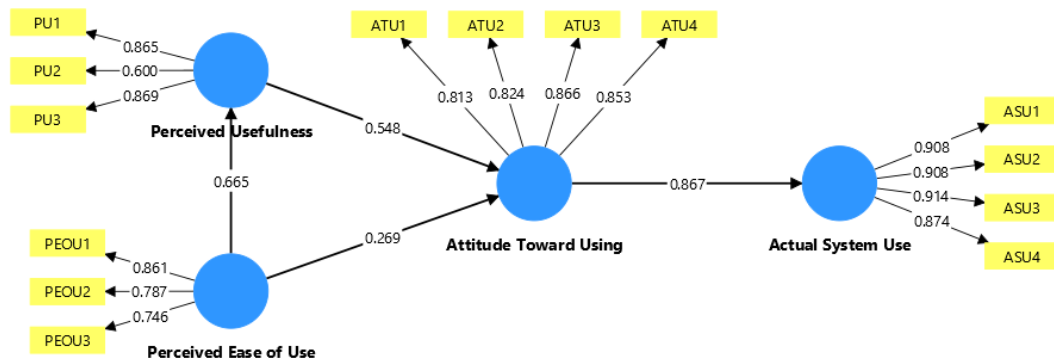 PU1
0.865
PU2
0.600
PU3
0.869
Perceived Usefulness
ATU1
ATU2
ATU3
ATU4
0.813
0.824
0.866
0.853
0.548
0.665
0.269
Attitude Toward Using
0.867
ASU1
0.908
ASU2
0.908
ASU3
0.914
ASU4
0.874
Actual System Use
PEOU1
0.861
PEOU2
0.787
PEOU3
0.746
Perceived Ease of Use